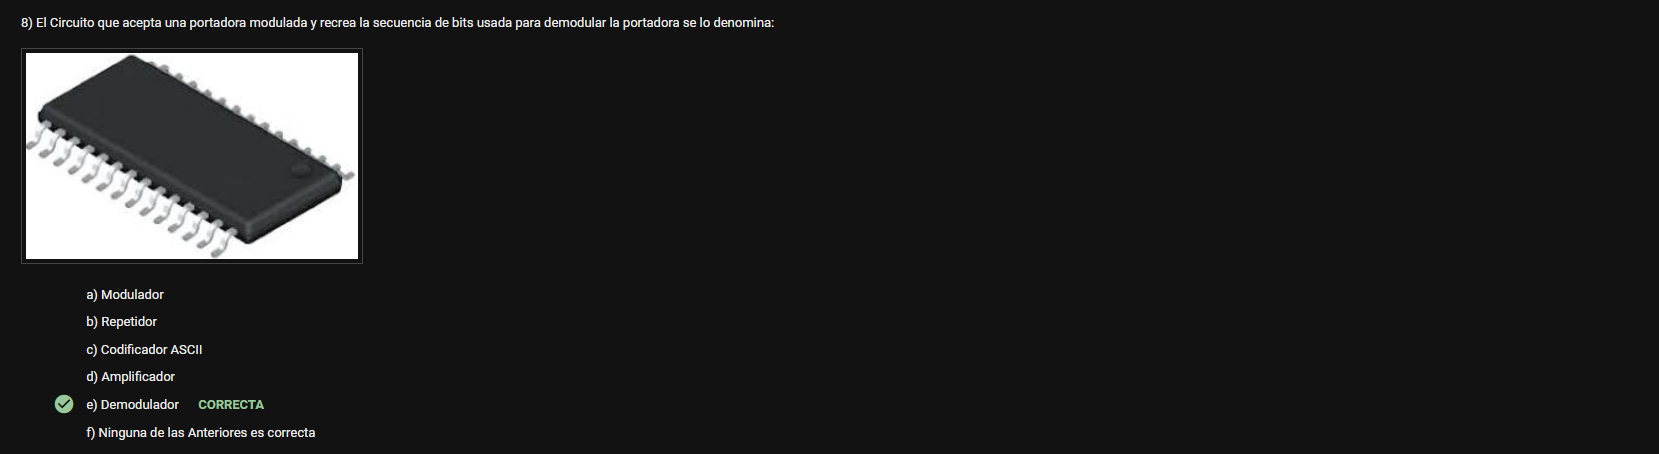 8) El Circuito que acepta una portadora modulada y recrea la secuencia de bits usada para demodular la portadora se lo denomina:
a) Modulador
b) Repetidor
c) Codificador ASCII
d) Amplificador
e) Demodulador CORRECTA
f) Ninguna de las Anteriores es correcta